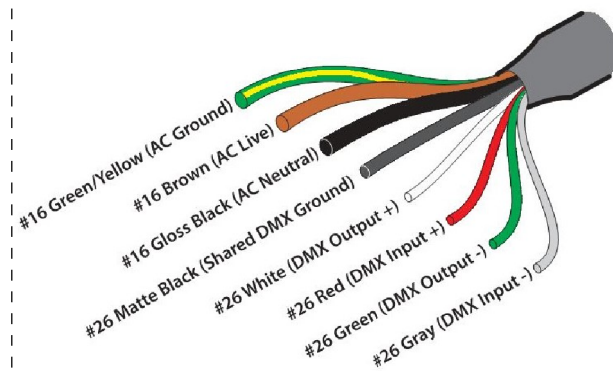 #16 Green/Yellow (AC Ground)
#16 Brown (AC Live)
#16 Gloss Black (AC Neutral)
#26 Matte Black (Shared DMX Ground)
#26 White (DMX Output +)
#26 Red (DMX Input +)
#26 Green (DMX Output -)
#26 Gray (DMX Input -)